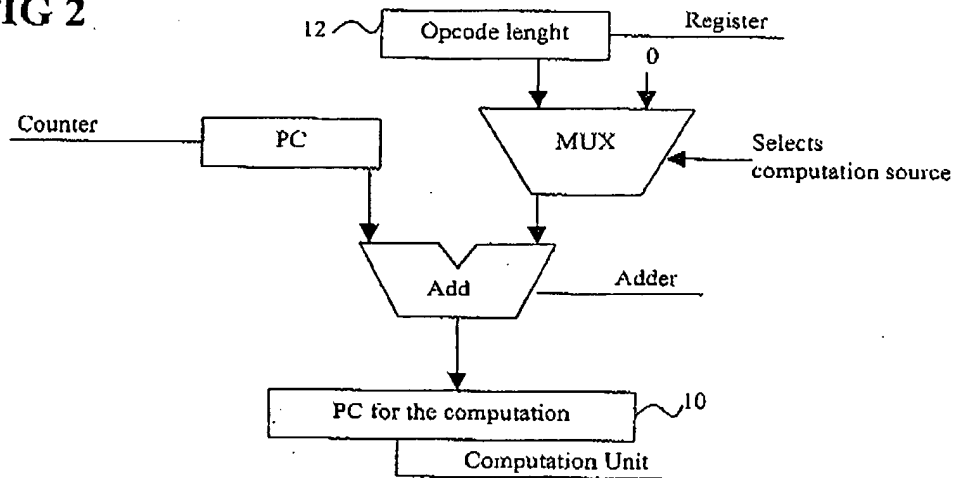 FIG 2
12
Opcode lenght
Register
0
Counter
PC
MUX
Selects
computation source
Add
Adder
PC for the computation
10
Computation Unit